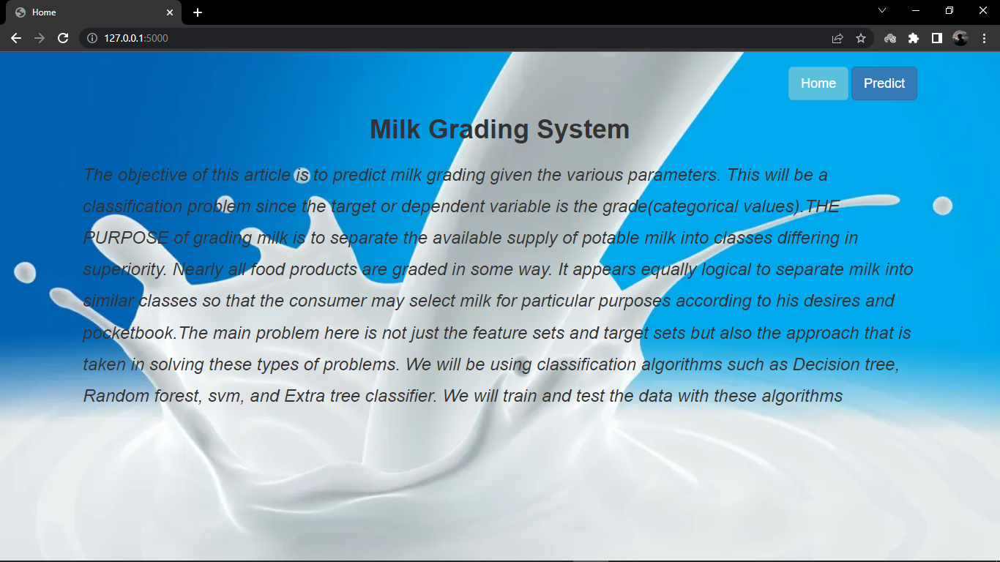 Home
127.0.0.1:5000
Home Predict
Milk Grading System
The objective of this article is to predict milk grading given the various parameters. This will be a
classification problem since the target or dependent variable is the grade(categorical values).THE
PURPOSE of grading milk is to separate the available supply of potable milk into classes differing in
superiority. Nearly all food products are graded in some way. It appears equally logical to separate milk into
similar classes so that the consumer may select milk for particular purposes according to his desires and
pocketbook.The main problem here is not just the feature sets and target sets but also the approach that is
taken in solving these types of problems. We will be using classification algorithms such as Decision tree,
Random forest, svm, and Extra tree classifier. We will train and test the data with these algorithms